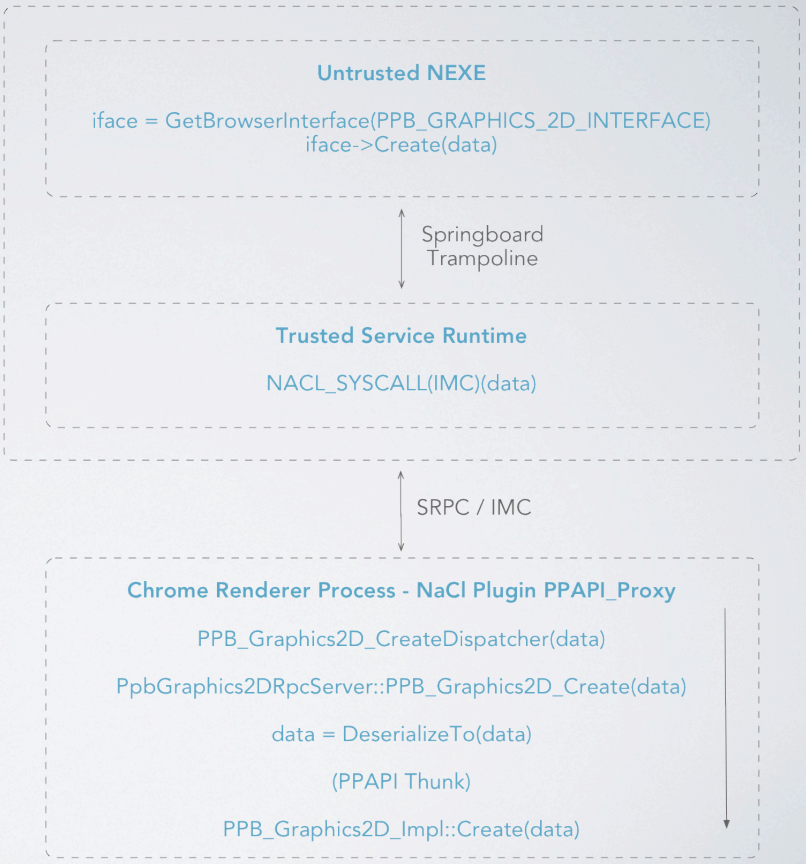 Untrusted NEXE
iface = GetBrowserInterface(PPB_GRAPHICS_2D_INTERFACE)
iface->Create(data)
Springboard
Trampoline
Trusted Service Runtime
NACL_SYSCALL(IMC)(data)
SRPC / IMC
Chrome Renderer Process - NaCl Plugin PPAPI_Proxy
PPB_Graphics2D_CreateDispatcher(data)
PpbGraphics2DRpcServer::PPB_Graphics2D_Create(data)
data = DeserializeTo(data)
(PPAPI Thunk)
PPB_Graphics2D_Impl::Create(data)